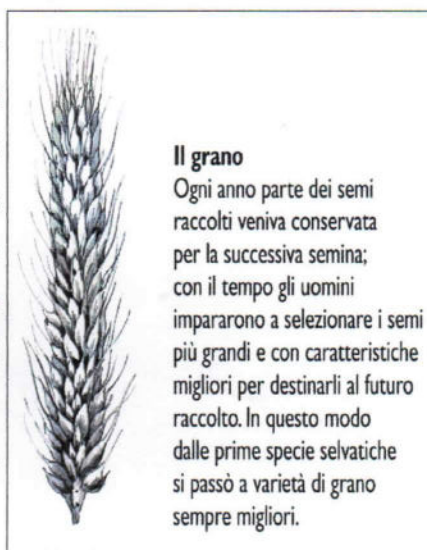 Il grano
Ogni anno parte dei semi
raccolti veniva conservata
per la successiva semina;
con il tempo gli uomini
impararono a selezionare i semi
più grandi e con caratteristiche
migliori per destinarli al futuro
raccolto. In questo modo
dalle prime specie selvatiche
si passò a varietà di grano
sempre migliori.